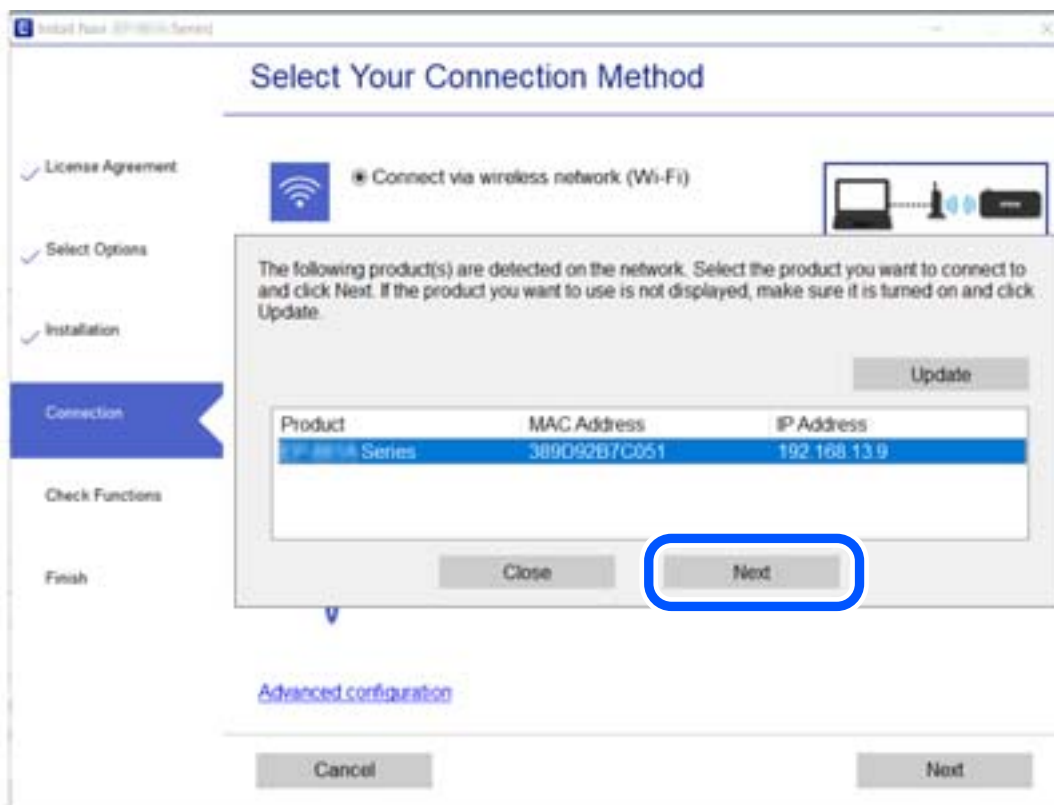 Install Navi
Series]
Select Your Connection Method
License Agreement
Select Options
Installation
Connection
Check Functions
Finish
Connect via wireless network (Wi-Fi)
The following product(s) are detected on the network. Select the product you want to connect to
and click Next. If the product you want to use is not displayed, make sure it is turned on and click
Update.
Update
Product MAC Address IP Address
Series 389D92B7C051 192.168.13.9
Close Next
Advanced configuration
Cancel Next